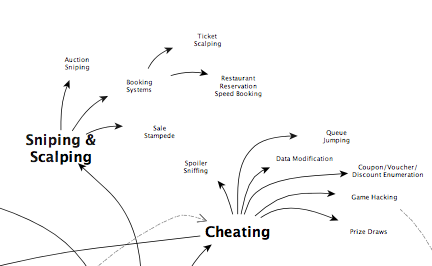 Ticket
Scalping
Auction
Sniping
Booking
Systems
Restaurant
Reservation
Speed Booking
Sale
Stampede
Sniping &
Scalping
Queue
Jumping
Data Modification
Spoiler
Sniffing
Coupon/Voucher/
Discount Enumeration
Game Hacking
Cheating
Prize Draws